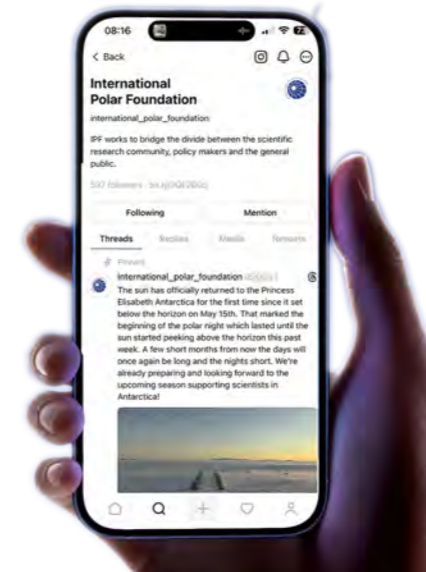 08:16
Back
International
Polar Foundation
international_polar_foundation
IPF works to bridge the divide between the scientific
research community, policy makers and the general
public.
followers
Following Mention
Threads Replies Media Reposts
Pinned
international_polar_foundation
The sun has officially returned to the Princess
Elisabeth Antarctica for the first time since it set
below the horizon on May 15th. That marked the
beginning of the polar night which lasted until the
sun started peeking above the horizon this past
week. A few short months from now the days will
once again be long and the nights short. We're
already preparing and looking forward to the
upcoming season supporting scientists in
Antarctica!